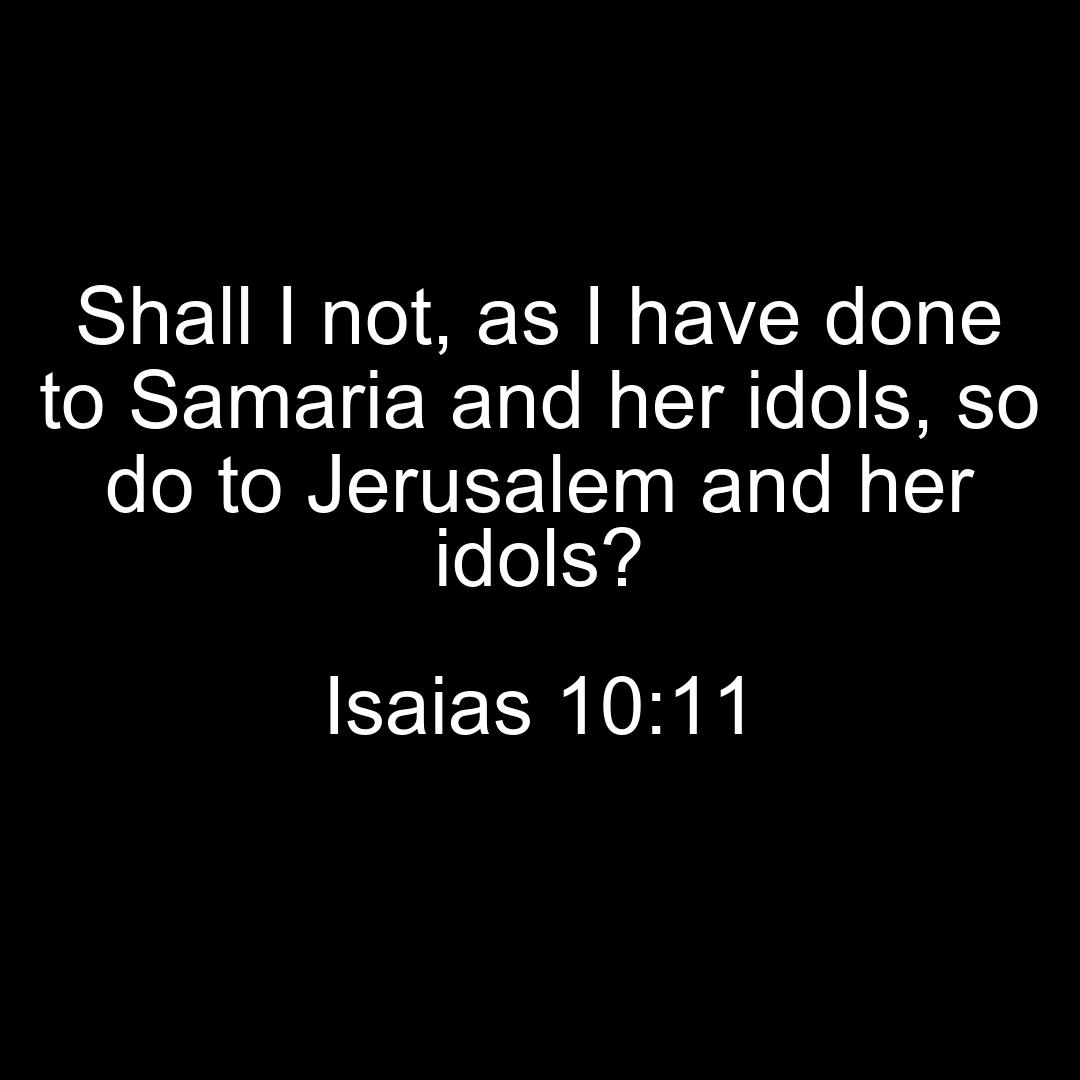 Shall I not, as I have done
to Samaria and her idols, so
do to Jerusalem and her
idols?
Isaias 10:11